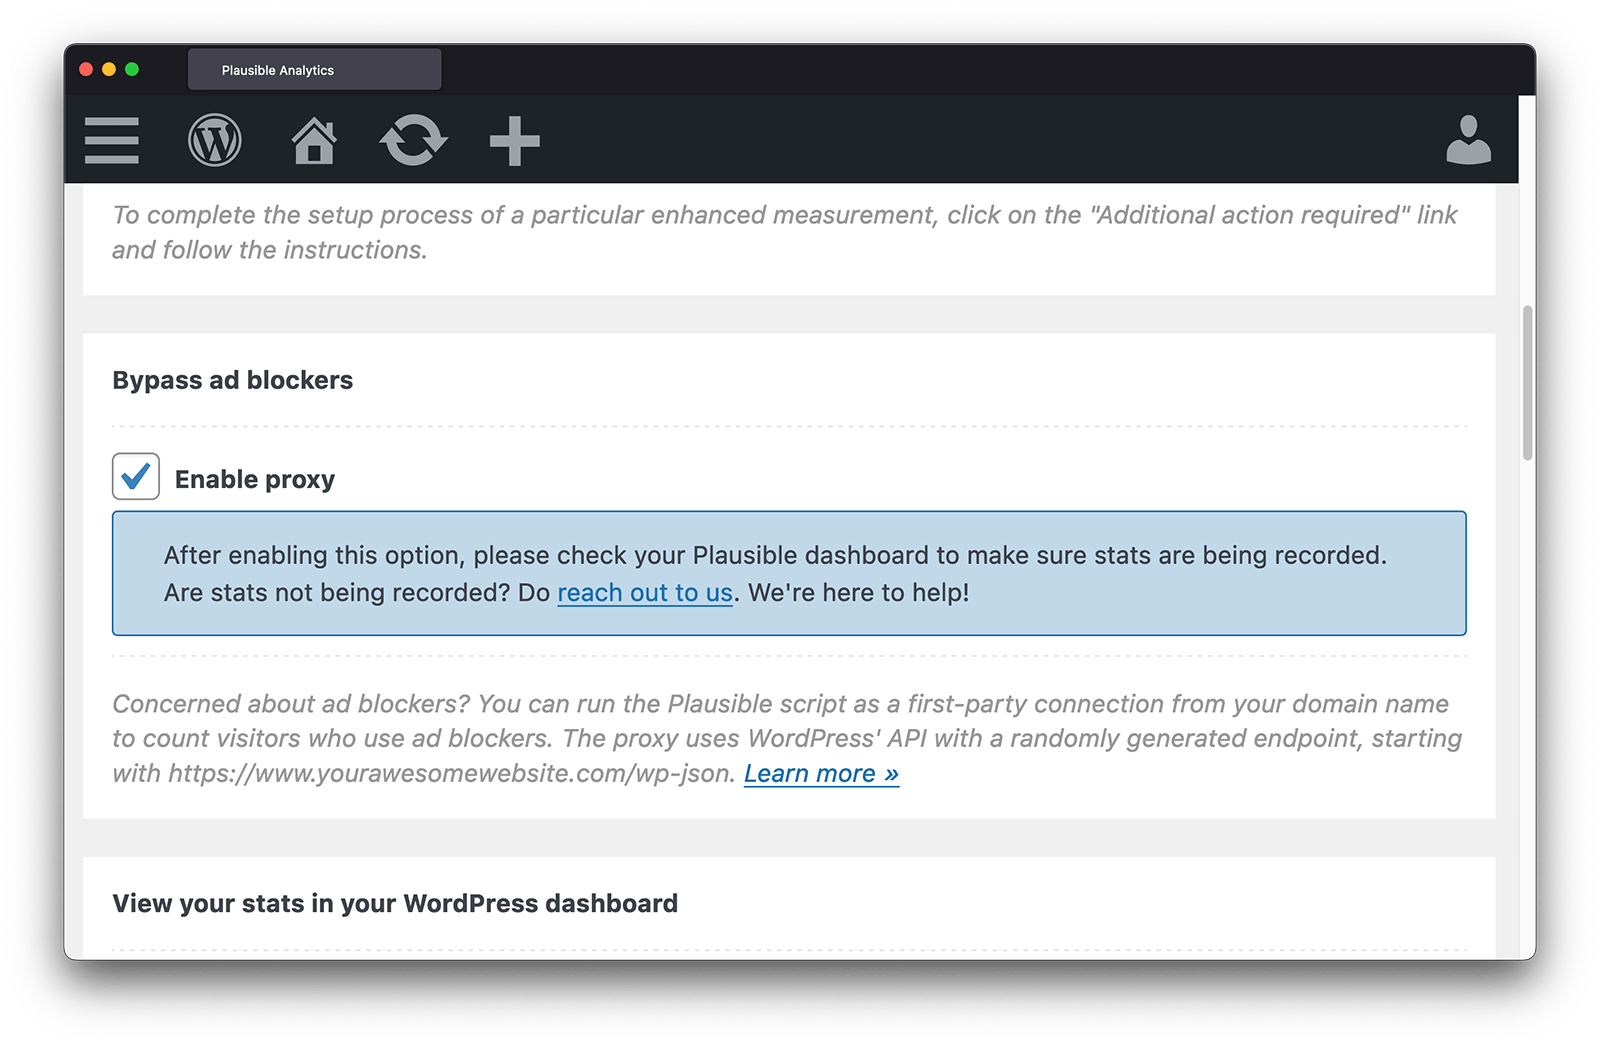 Plausible Analytics
To complete the setup process of a particular enhanced measurement, click on the "Additional action required" link
and follow the instructions.
Bypass ad blockers
Enable proxy
After enabling this option, please check your Plausible dashboard to make sure stats are being recorded.
Are stats not being recorded? Do reach out to us. We're here to help!
Concerned about ad blockers? You can run the Plausible script as a first-party connection from your domain name
to count visitors who use ad blockers. The proxy uses WordPress' API with a randomly generated endpoint, starting
with https://www.yourawesomewebsite.com/wp-json. Learn more »
View your stats in your WordPress dashboard